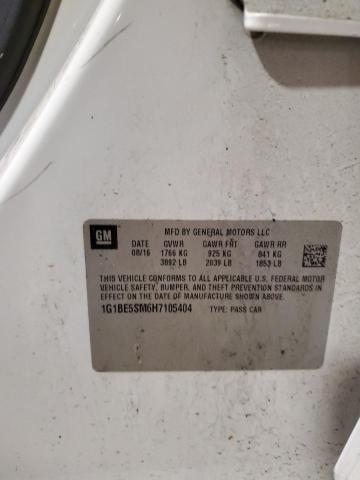 GM
MFD BY GENERAL MOTORS LLC
DATE GVWR GAWR FRT GAWR RR
08/16 1766 KG 925 KG 841 KG
3892 LB 2039 LB 1853 LB
THIS VEHICLE CONFORMS TO ALL APPLICABLE U.S. FEDERAL MOTOR
VEHICLE SAFETY, BUMPER, AND THEFT PREVENTION STANDARDS
IN EFFECT ON THE DATE OF MANUFACTURE SHOWN ABOVE.
1G1BE5SM6H7105404 TYPE: PASS CAR